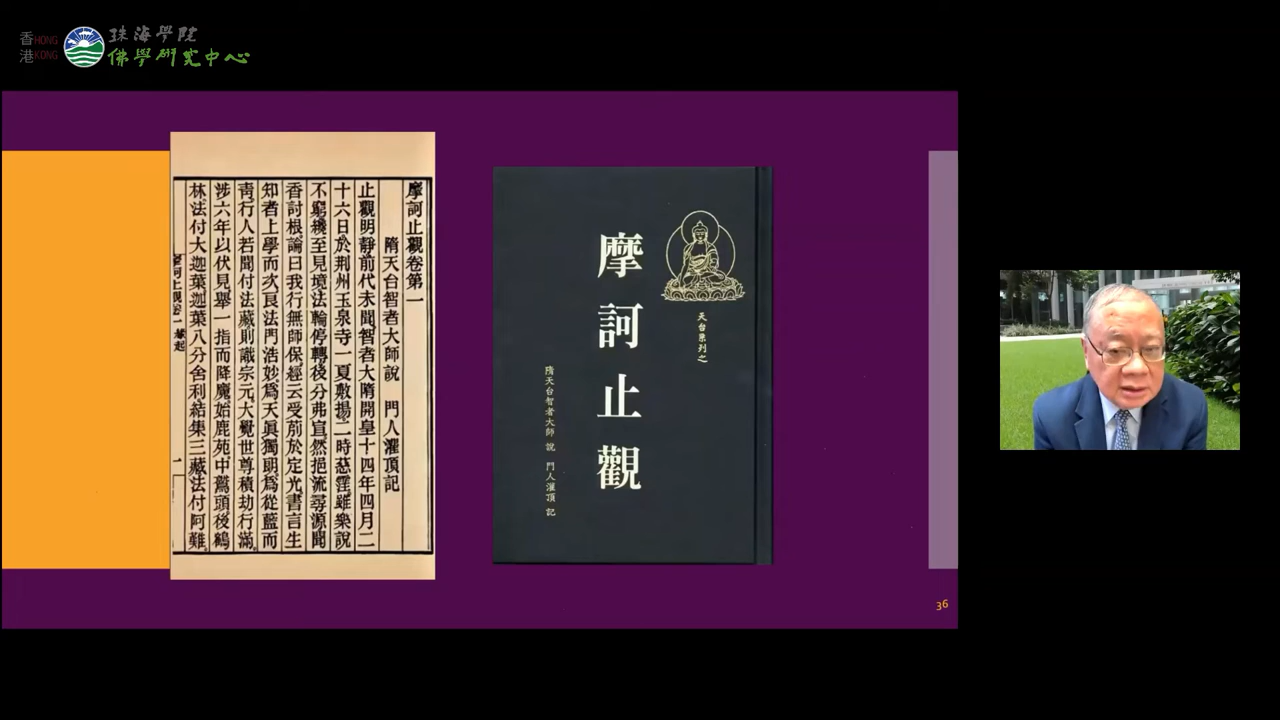 香港
HONG
KONG
珠海學院
佛學研究中心
摩訶止觀卷第一
隋天台智者大師說 門人灌頂記
止觀明靜前代未聞智者大隋開皇十四年四月二
十六日於荆州玉泉寺一夏敷揚二時慈霔雖樂說
不窮纔至見境法輪停轉後分弗宣然挹流尋源聞
香討根論曰我行無師保經云受莂於定光書言生
知者上學而次良法門浩妙為天真獨朗為從藍而
青行人若聞付法藏則識宗元大覺世尊積劫行滿
涉六年以伏見舉一指而降魔始鹿苑中鷲頭後鶴
林法付大迦葉迦葉八分舍利結集三藏法付阿難
天台系列之
摩訶止觀
隋天台智者大師 說 門人灌頂 記
36